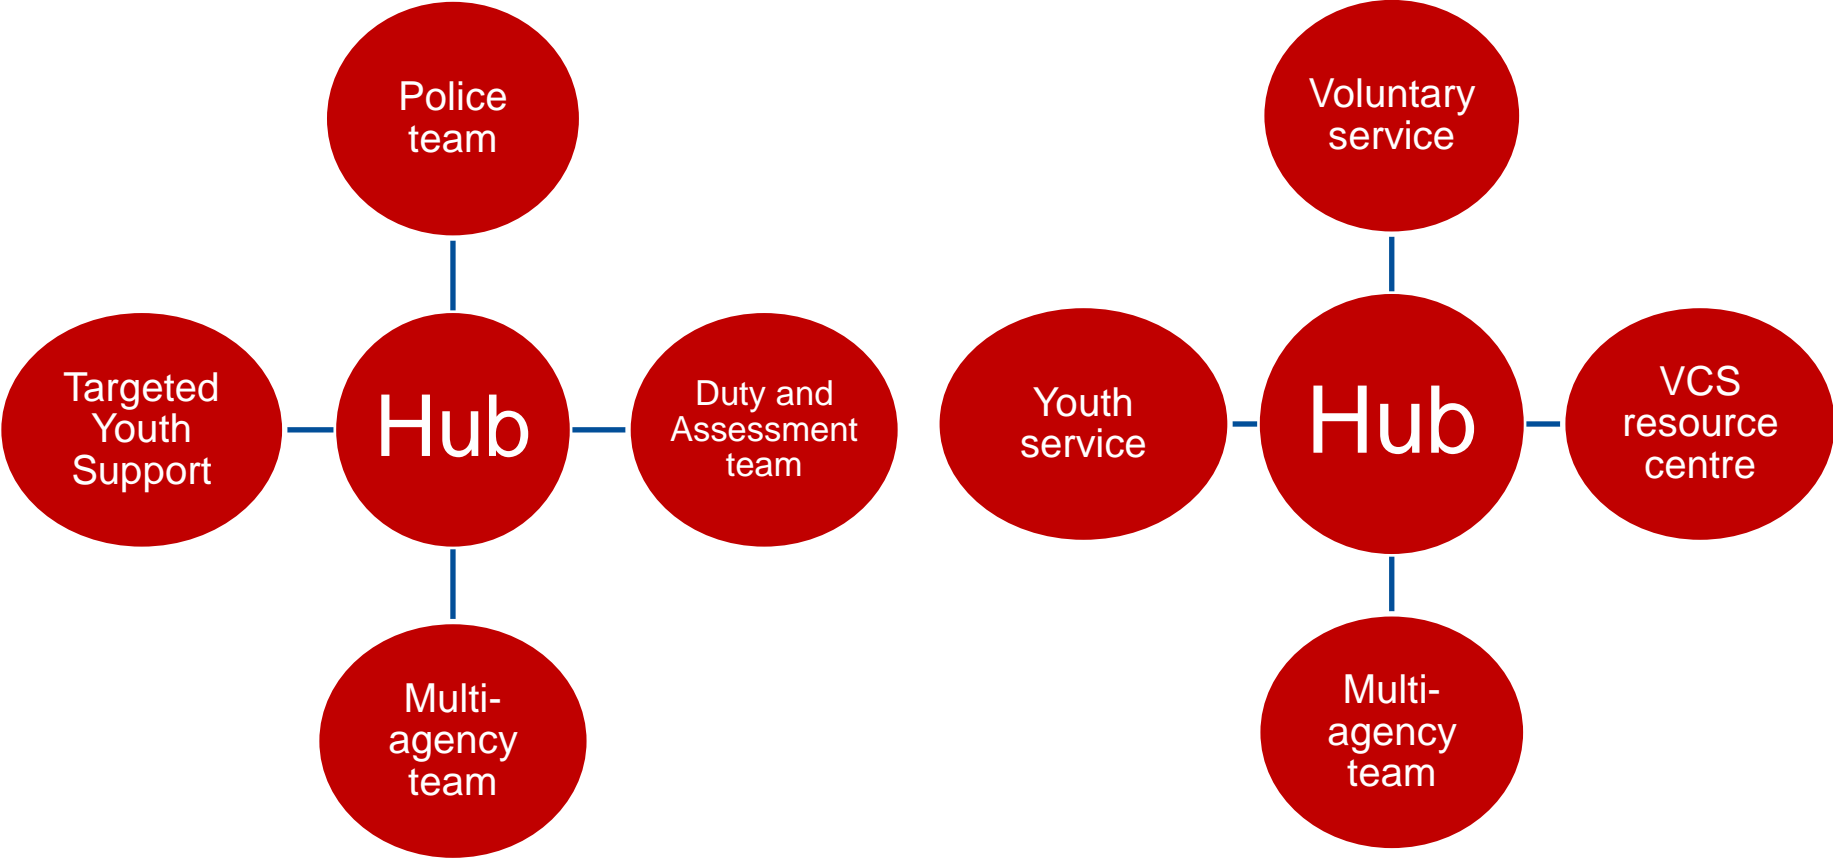 Police
team
Targeted
Youth
Support
Hub
Duty and
Assessment
team
Multi-
agency
team
Voluntary
service
Youth
service
Hub
VCS
resource
centre
Multi-
agency
team